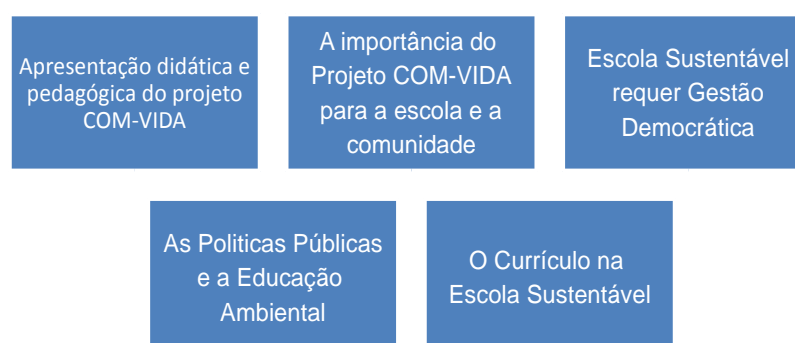 Apresentação didática e
pedagógica do projeto
COM-VIDA
A importância do
Projeto COM-VIDA
para a escola e a
comunidade
Escola Sustentável
requer Gestão
Democrática
As Politicas Públicas
e a Educação
Ambiental
O Currículo na
Escola Sustentável